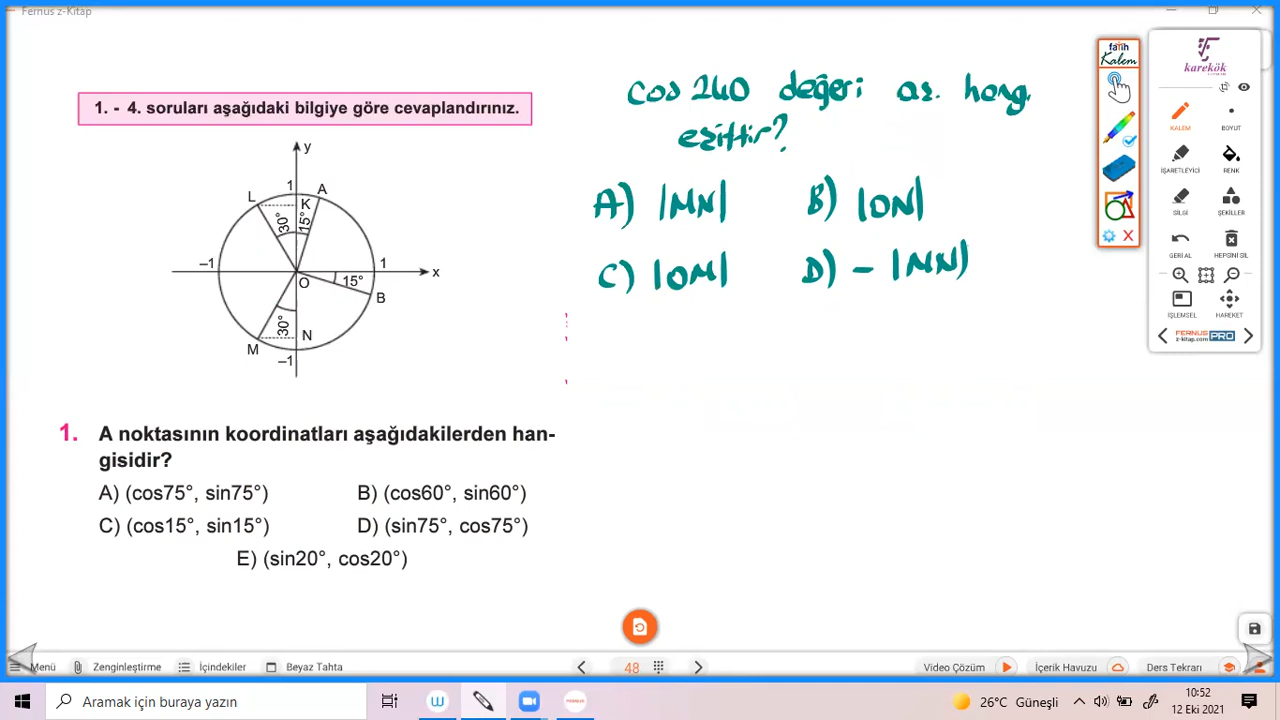 Fernus z-Kitap
1. - 4. soruları aşağıdaki bilgiye göre cevaplandırınız.
y
1
L
A
K
30°
15°
–1
1
x
O
15°
B
30°
N
M
–1
1. A noktasının koordinatları aşağıdakilerden han-
gisidir?
A) (cos75°, sin75°) B) (cos60°, sin60°)
C) (cos15°, sin15°) D) (sin75°, cos75°)
E) (sin20°, cos20°)
cos 240 değeri aş. hang.
eşittir?
A) |MN| B) |ON|
C) |OM| D) - |MN|
fatih
Kalem
karekök
KALEM BOYUT
İŞARETLEYİCİ RENK
SİLGİ ŞEKİLLER
GERİ AL HEPSİNİ SİL
İŞLEMSEL HAREKET
FERNUS PRO
z-kitap.com
Menü Zenginleştirme İçindekiler Beyaz Tahta 48 Video Çözüm İçerik Havuzu Ders Tekrarı
Aramak için buraya yazın 26°C Güneşli 10:52
12 Eki 2021